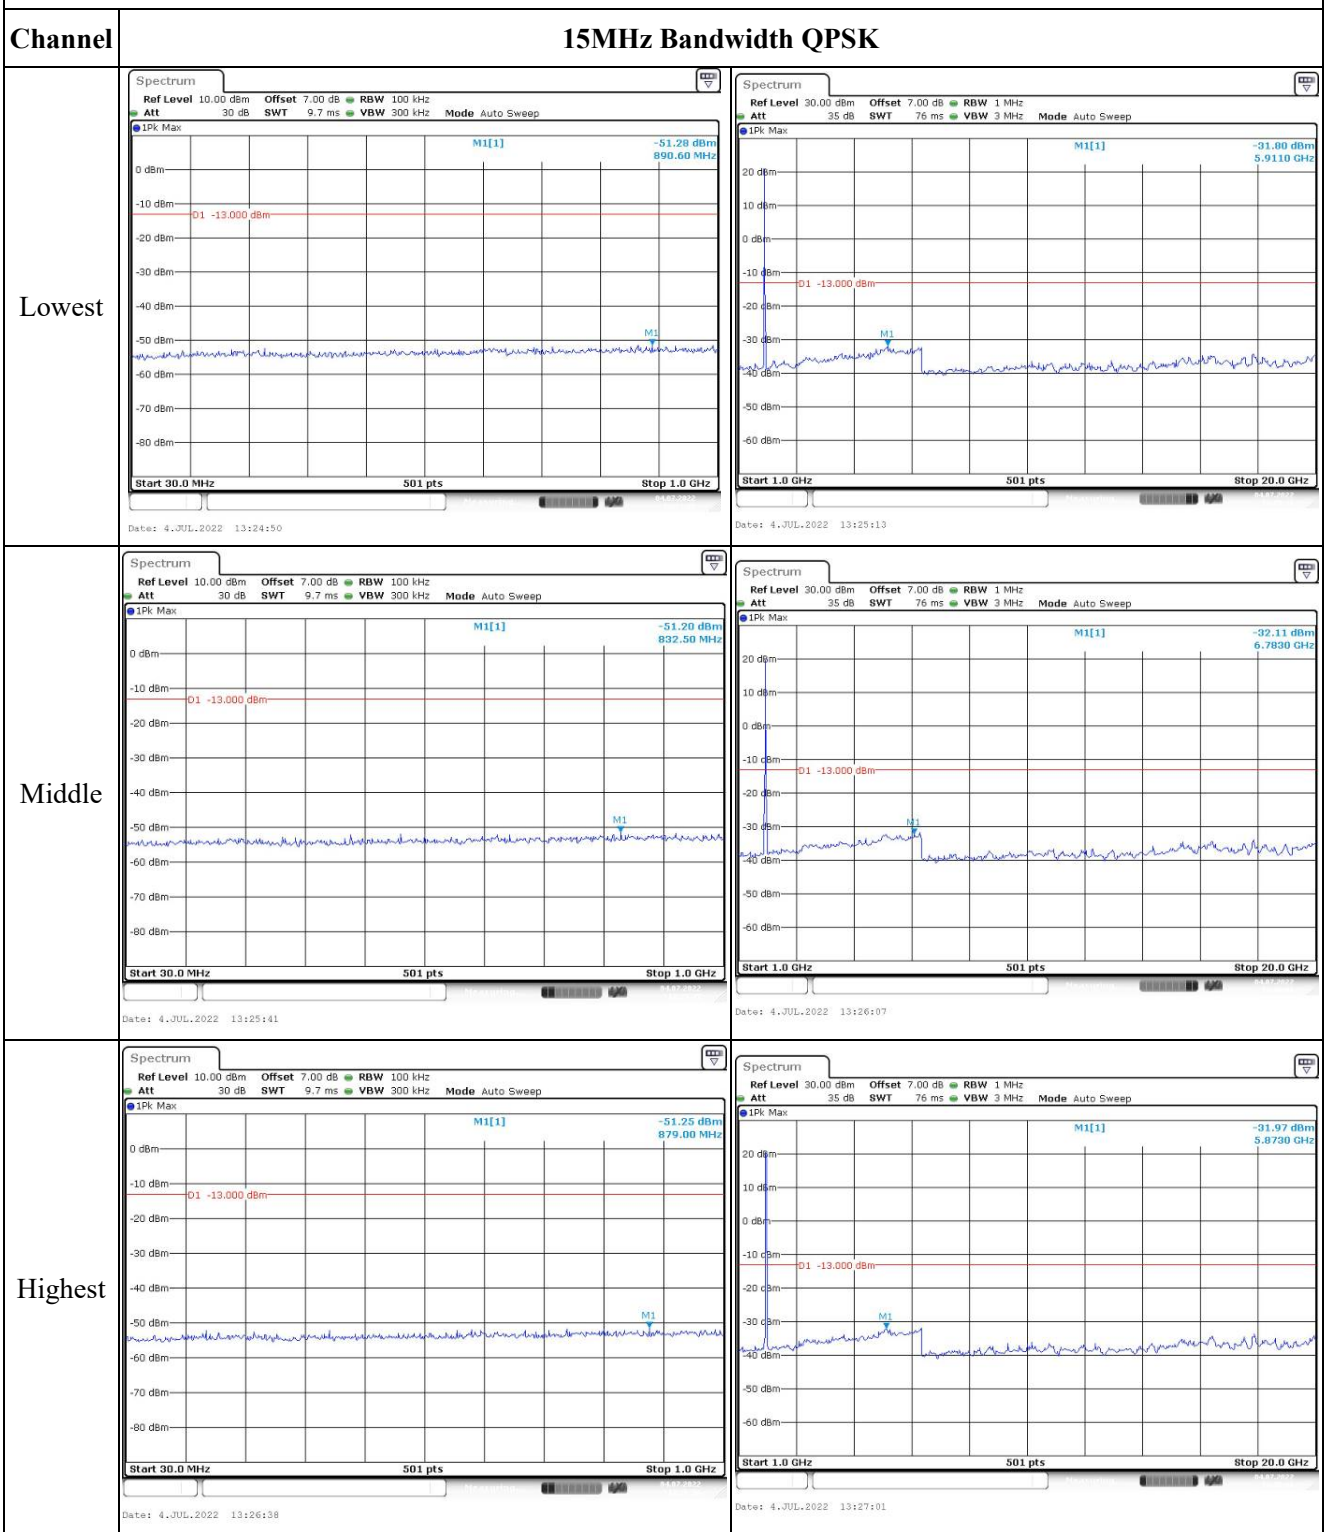 Channel
15MHz Bandwidth QPSK
Lowest
Spectrum
Ref Level 10.00 dBm Offset 7.00 dB RBW 100 kHz
Att 30 dB SWT 9.7 ms VBW 300 kHz Mode Auto Sweep
1Pk Max
M1[1] -51.28 dBm
890.60 MHz
0 dBm
-10 dBm
D1 -13.000 dBm
-20 dBm
-30 dBm
-40 dBm
M1
-50 dBm
-60 dBm
-70 dBm
-80 dBm
Start 30.0 MHz 501 pts Stop 1.0 GHz
Date: 4.JUL.2022 13:24:50
Spectrum
Ref Level 30.00 dBm Offset 7.00 dB RBW 1 MHz
Att 35 dB SWT 76 ms VBW 3 MHz Mode Auto Sweep
1Pk Max
M1[1] -31.80 dBm
5.9110 GHz
20 dBm
10 dBm
0 dBm
-10 dBm
D1 -13.000 dBm
-20 dBm
M1
-30 dBm
-40 dBm
-50 dBm
-60 dBm
Start 1.0 GHz 501 pts Stop 20.0 GHz
Date: 4.JUL.2022 13:25:13
Middle
Spectrum
Ref Level 10.00 dBm Offset 7.00 dB RBW 100 kHz
Att 30 dB SWT 9.7 ms VBW 300 kHz Mode Auto Sweep
1Pk Max
M1[1] -51.20 dBm
832.50 MHz
0 dBm
-10 dBm
D1 -13.000 dBm
-20 dBm
-30 dBm
-40 dBm
M1
-50 dBm
-60 dBm
-70 dBm
-80 dBm
Start 30.0 MHz 501 pts Stop 1.0 GHz
Date: 4.JUL.2022 13:25:41
Spectrum
Ref Level 30.00 dBm Offset 7.00 dB RBW 1 MHz
Att 35 dB SWT 76 ms VBW 3 MHz Mode Auto Sweep
1Pk Max
M1[1] -32.11 dBm
6.7830 GHz
20 dBm
10 dBm
0 dBm
-10 dBm
D1 -13.000 dBm
-20 dBm
M1
-30 dBm
-40 dBm
-50 dBm
-60 dBm
Start 1.0 GHz 501 pts Stop 20.0 GHz
Date: 4.JUL.2022 13:26:07
Highest
Spectrum
Ref Level 10.00 dBm Offset 7.00 dB RBW 100 kHz
Att 30 dB SWT 9.7 ms VBW 300 kHz Mode Auto Sweep
1Pk Max
M1[1] -51.25 dBm
879.00 MHz
0 dBm
-10 dBm
D1 -13.000 dBm
-20 dBm
-30 dBm
-40 dBm
M1
-50 dBm
-60 dBm
-70 dBm
-80 dBm
Start 30.0 MHz 501 pts Stop 1.0 GHz
Date: 4.JUL.2022 13:26:38
Spectrum
Ref Level 30.00 dBm Offset 7.00 dB RBW 1 MHz
Att 35 dB SWT 76 ms VBW 3 MHz Mode Auto Sweep
1Pk Max
M1[1] -31.97 dBm
5.8730 GHz
20 dBm
10 dBm
0 dBm
-10 dBm
D1 -13.000 dBm
-20 dBm
M1
-30 dBm
-40 dBm
-50 dBm
-60 dBm
Start 1.0 GHz 501 pts Stop 20.0 GHz
Date: 4.JUL.2022 13:27:01